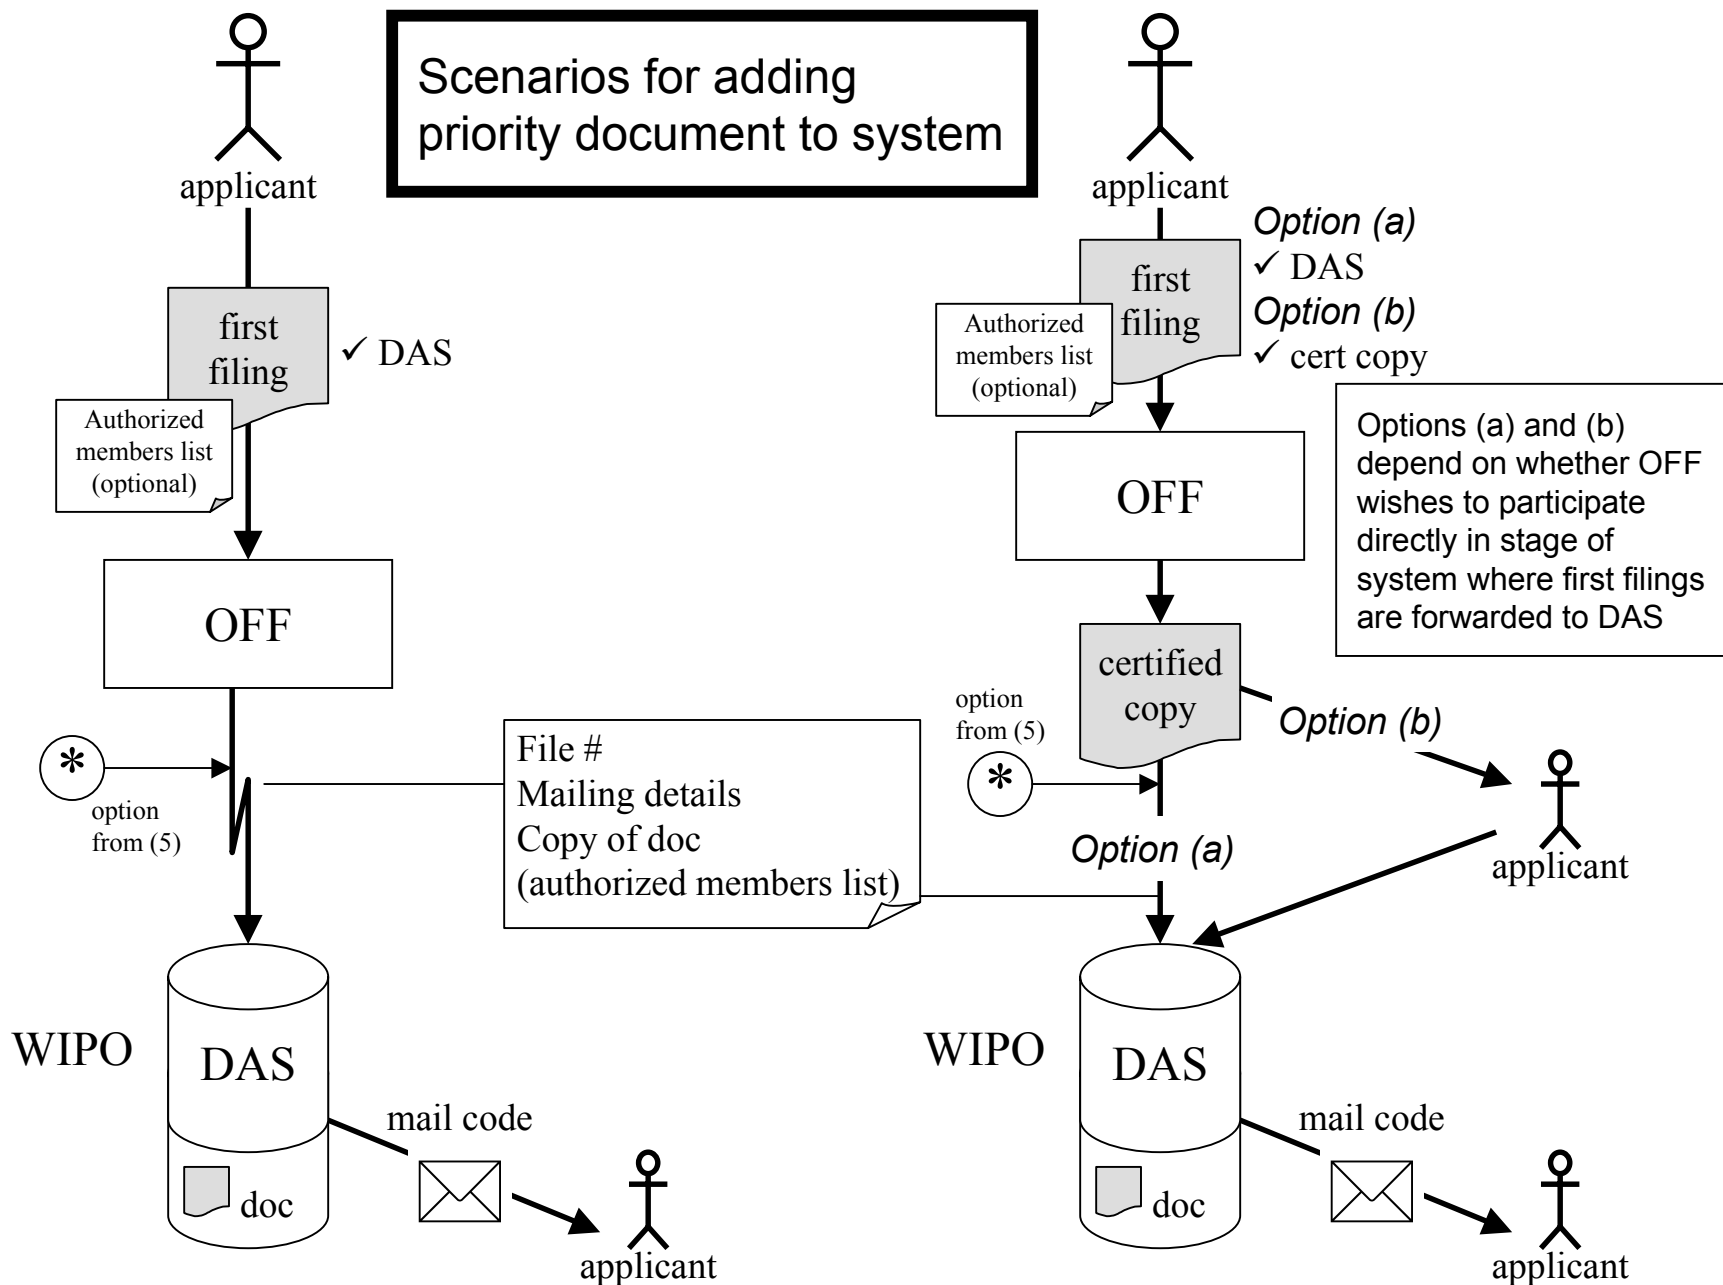 Scenarios for adding
priority document to system
applicant
first
filing
✓ DAS
Authorized
members list
(optional)
OFF
*
option
from (5)
File #
Mailing details
Copy of doc
(authorized members list)
WIPO
DAS
doc
mail code
applicant
applicant
Option (a)
✓ DAS
Option (b)
✓ cert copy
first
filing
Authorized
members list
(optional)
OFF
Options (a) and (b)
depend on whether OFF
wishes to participate
directly in stage of
system where first filings
are forwarded to DAS
certified
copy
option
from (5)
*
Option (b)
Option (a)
applicant
WIPO
DAS
doc
mail code
applicant